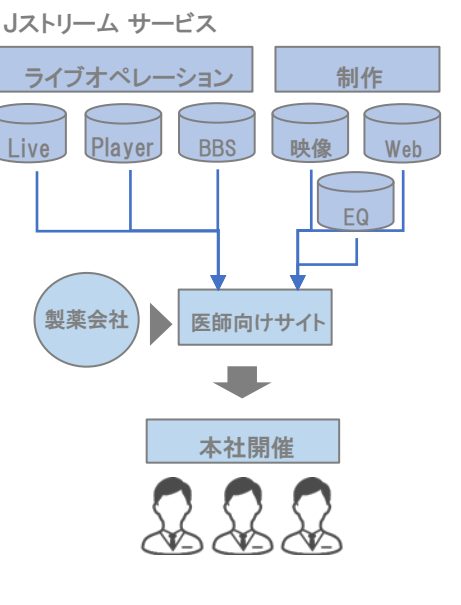 Jストリーム サービス
ライブオペレーション
制作
Live
Player
BBS
映像
Web
EQ
製薬会社
医師向けサイト
本社開催